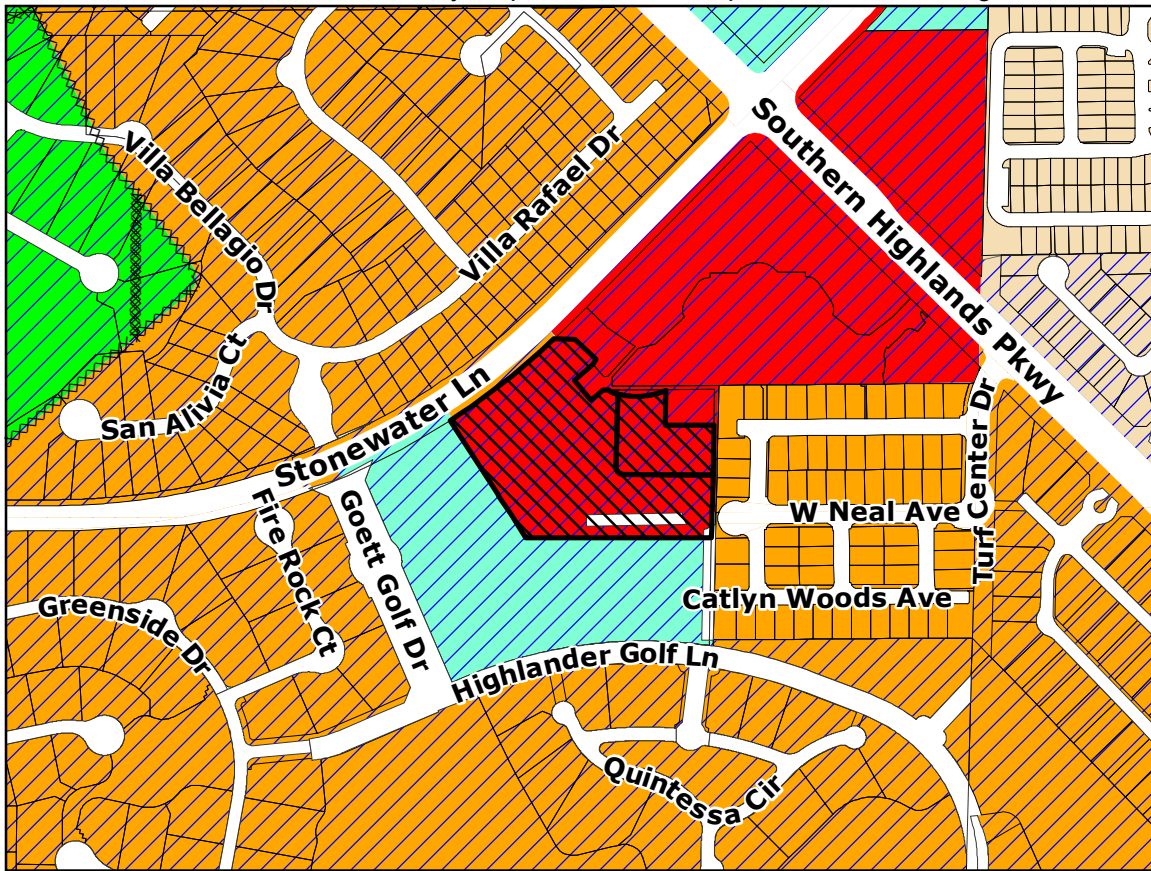 Southern Highlands Pkwy
Villa Bellagio Dr
Villa Rafael Dr
San Alivia Ct
Stonewater Ln
Turf Center Dr
Fire Rock Ct
Goett Golf Dr
W Neal Ave
Catlyn Woods Ave
Greenside Dr
Highlander Golf Ln
Quintessa Cir